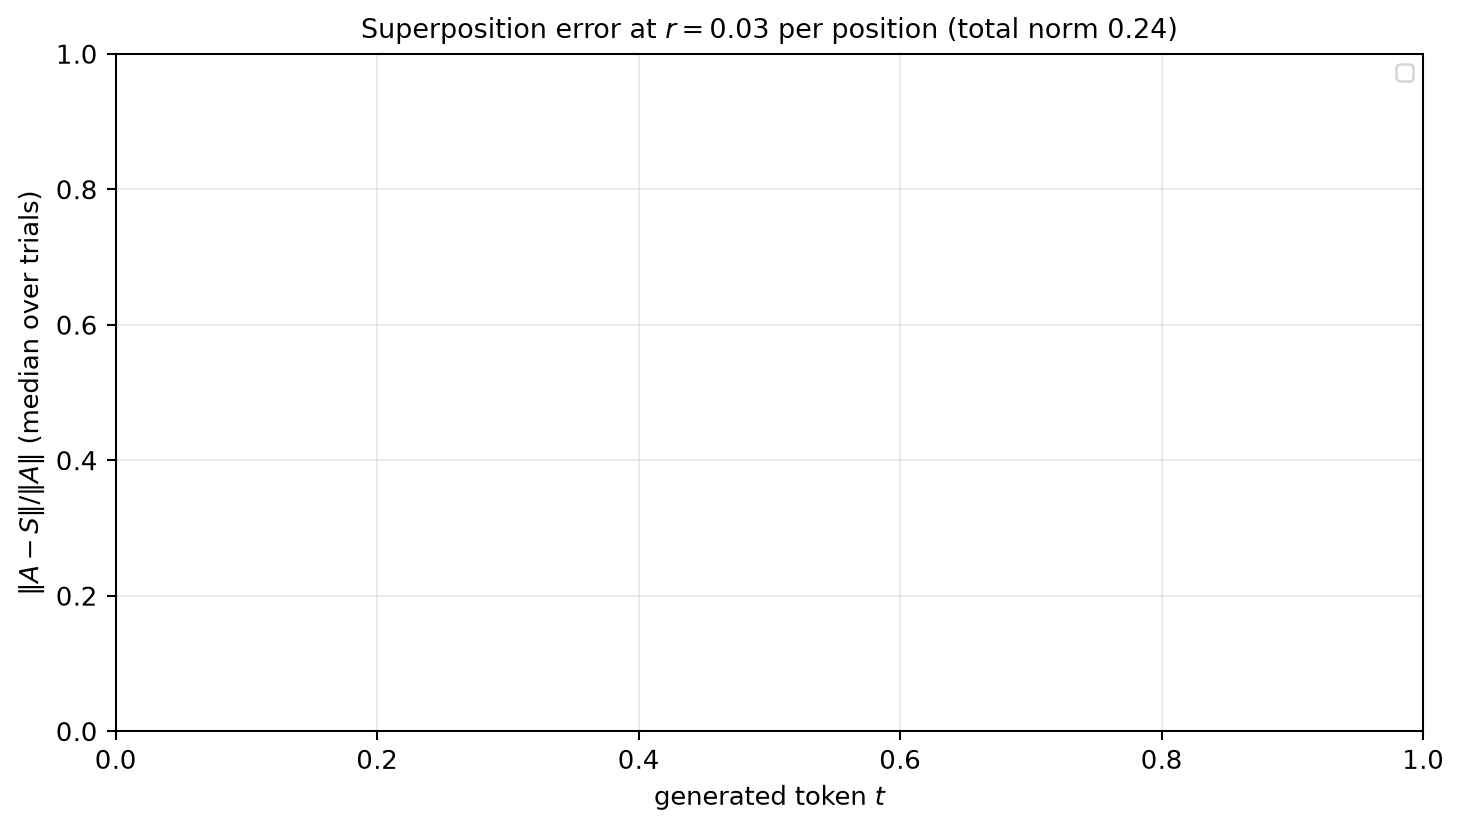 Superposition error at r = 0.03 per position (total norm 0.24)
‖A − S‖/‖A‖ (median over trials)
1.0
0.8
0.6
0.4
0.2
0.0
0.0 0.2 0.4 0.6 0.8 1.0
generated token t